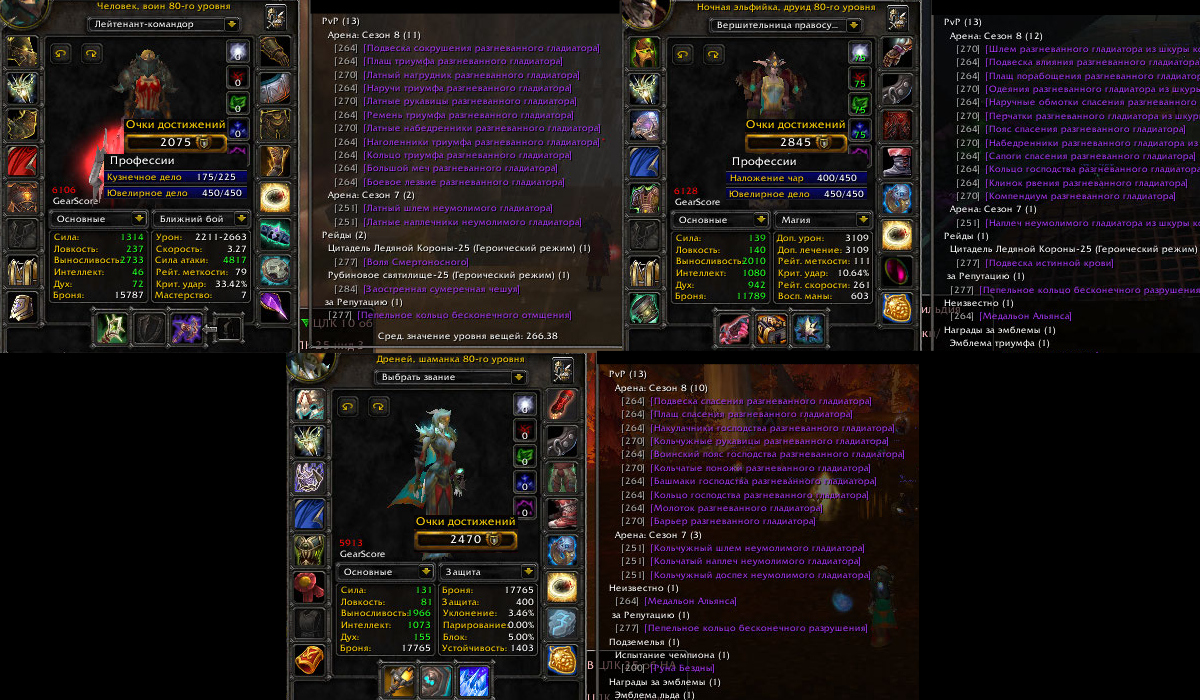 Человек, воин 80-го уровня
Лейтенант-командор
0
0
0
0
Очки достижений
2075
Профессии
Кузнечное дело 175/225
Ювелирное дело 450/450
6106
GearScore
Основные
Ближний бой
Сила: 1314
Ловкость: 237
Выносливость: 2733
Интеллект: 46
Дух: 72
Броня: 15787
Урон: 2211-2663
Скорость: 3.27
Сила атаки: 4817
Рейт. меткости: 79
Крит. удар: 33.42%
Мастерство: 7
PvP (13)
Арена: Сезон 8 (11)
[264] [Подвеска сокрушения разгневанного гладиатора]
[264] [Плащ триумфа разгневанного гладиатора]
[270] [Латный нагрудник разгневанного гладиатора]
[264] [Наручи триумфа разгневанного гладиатора]
[270] [Латные рукавицы разгневанного гладиатора]
[264] [Ремень триумфа разгневанного гладиатора]
[270] [Латные набедренники разгневанного гладиатора]
[264] [Наголенники триумфа разгневанного гладиатора]
[264] [Кольцо триумфа разгневанного гладиатора]
[264] [Большой меч разгневанного гладиатора]
[264] [Боевое лезвие разгневанного гладиатора]
Арена: Сезон 7 (2)
[251] [Латный шлем неумолимого гладиатора]
[251] [Латные наплечники неумолимого гладиатора]
Рейды (2)
Цитадель Ледяной Короны-25 (Героический режим) (1)
[277] [Воля Смертоносного]
Рубиновое святилище-25 (Героический режим) (1)
[284] [Заостренная сумеречная чешуя]
за Репутацию (1)
[277] [Пепельное кольцо бесконечного отмщения]
ЦЛК 10 об
Сред. значение уровня вещей: 266.38
Ночная эльфийка, друид 80-го уровня
Вершительница правосу...
75
75
75
75
Очки достижений
2845
Профессии
Наложение чар 400/450
Ювелирное дело 450/450
6128
GearScore
Основные
Магия
Сила: 139
Ловкость: 140
Выносливость: 2010
Интеллект: 1080
Дух: 942
Броня: 11789
Доп. урон: 3109
Доп. лечение: 3109
Рейт. меткости: 111
Крит. удар: 10.64%
Рейт. скорости: 261
Восп. маны: 603
PvP (13)
Арена: Сезон 8 (12)
[270] [Шлем разгневанного гладиатора из шкуры
[264] [Подвеска влияния разгневанного гладиатора]
[264] [Плащ порабощения разгневанного гладиатора]
[270] [Одеяния разгневанного гладиатора из
[264] [Наручные обмотки спасения разгневанного
[270] [Перчатки разгневанного гладиатора из
[264] [Пояс спасения разгневанного гладиатора]
[270] [Набедренники разгневанного гладиатора из
[264] [Сапоги спасения разгневанного гладиатора]
[264] [Кольцо господства разгневанного
[270] [Клинок рвения разгневанного гладиатора]
[270] [Компендиум разгневанного гладиатора]
Арена: Сезон 7 (1)
[251] [Наплеч неумолимого гладиатора из шкуры
Рейды (1)
Цитадель Ледяной Короны-25 (Героический режим)
[277] [Подвеска истинной крови]
за Репутацию (1)
[277] [Пепельное кольцо бесконечного разрушения
Неизвестно (1)
[264] [Медальон Альянса]
Награды за эмблемы (1)
Эмблема триумфа (1)
Дреней, шаманка 80-го уровня
Выбрать звание
0
0
0
0
Очки достижений
2470
5913
GearScore
Основные
Защита
Сила: 131
Ловкость: 81
Выносливость: 1966
Интеллект: 1073
Дух: 155
Броня: 17765
Броня: 17765
Защита: 400
Уклонение: 3.46%
Парирование: 0.00%
Блок: 5.00%
Устойчивость: 1403
PvP (13)
Арена: Сезон 8 (10)
[264] [Подвеска спасения разгневанного гладиатора]
[264] [Плащ спасения разгневанного гладиатора]
[264] [Накулачники господства разгневанного гладиатора]
[270] [Кольчужные рукавицы разгневанного гладиатора]
[264] [Воинский пояс господства разгневанного гладиатора]
[270] [Кольчатые поножи разгневанного гладиатора]
[264] [Башмаки господства разгневанного гладиатора]
[264] [Кольцо господства разгневанного гладиатора]
[264] [Молоток разгневанного гладиатора]
[270] [Барьер разгневанного гладиатора]
Арена: Сезон 7 (3)
[251] [Кольчужный шлем неумолимого гладиатора]
[251] [Кольчатый наплеч неумолимого гладиатора]
[251] [Кольчужный доспех неумолимого гладиатора]
Неизвестно (1)
[264] [Медальон Альянса]
за Репутацию (1)
[277] [Пепельное кольцо бесконечного разрушения]
Подземелья (1)
Испытание чемпиона (1)
[200] [Руна Бездны]
Награды за эмблемы (1)
Эмблема льда (1)